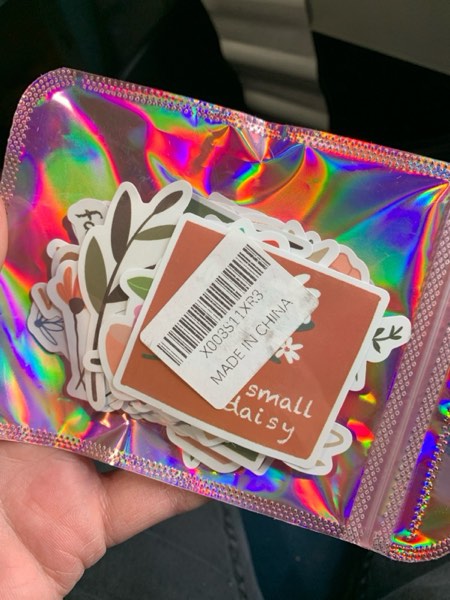 X003S11XR3
MADE IN CHINA
small
daisy